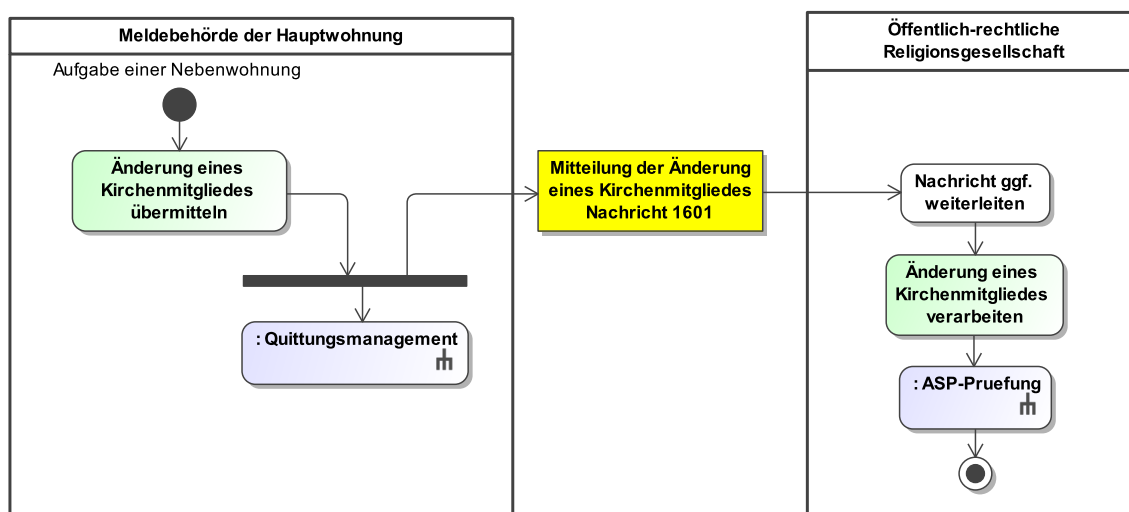 Meldebehörde der Hauptwohnung
Aufgabe einer Nebenwohnung
Änderung eines
Kirchenmitgliedes
übermitteln
: Quittungsmanagement
Mitteilung der Änderung
eines Kirchenmitgliedes
Nachricht 1601
Öffentlich-rechtliche
Religionsgesellschaft
Nachricht ggf.
weiterleiten
Änderung eines
Kirchenmitgliedes
verarbeiten
: ASP-Pruefung